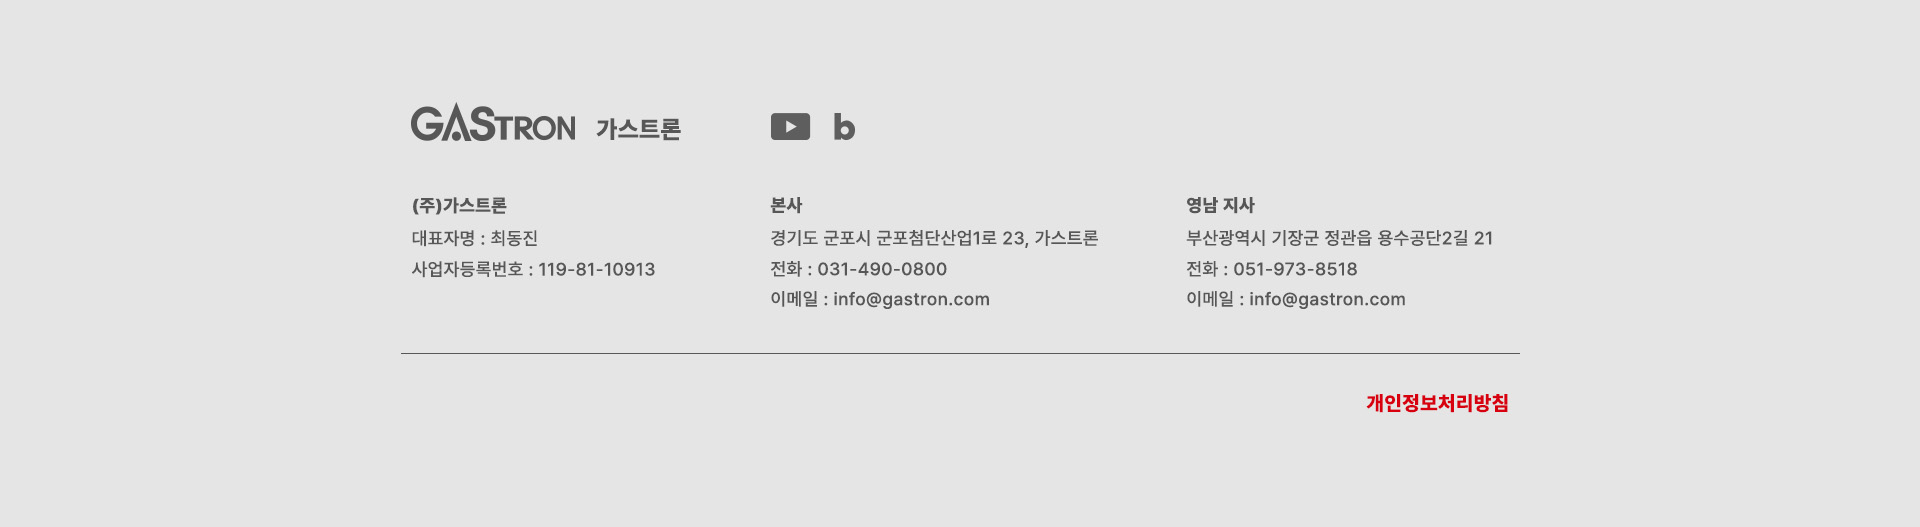 GASTRON 가스트론
b
(주)가스트론
대표자명 : 최동진
사업자등록번호 : 119-81-10913
본사
경기도 군포시 군포첨단산업1로 23, 가스트론
전화 : 031-490-0800
이메일 : info@gastron.com
영남 지사
부산광역시 기장군 정관읍 용수공단2길 21
전화 : 051-973-8518
이메일 : info@gastron.com
개인정보처리방침